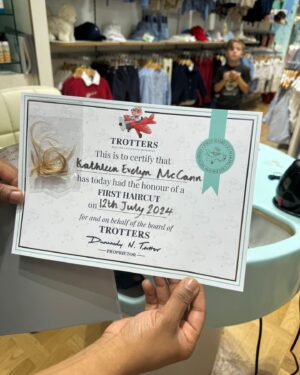 TROTTERS
This is to certify that
Kathleen Evelyn McCann
has today had the honour of a
FIRST HAIRCUT
on 12th July 2024
for and on behalf of the board of
TROTTERS
PROPRIETOR